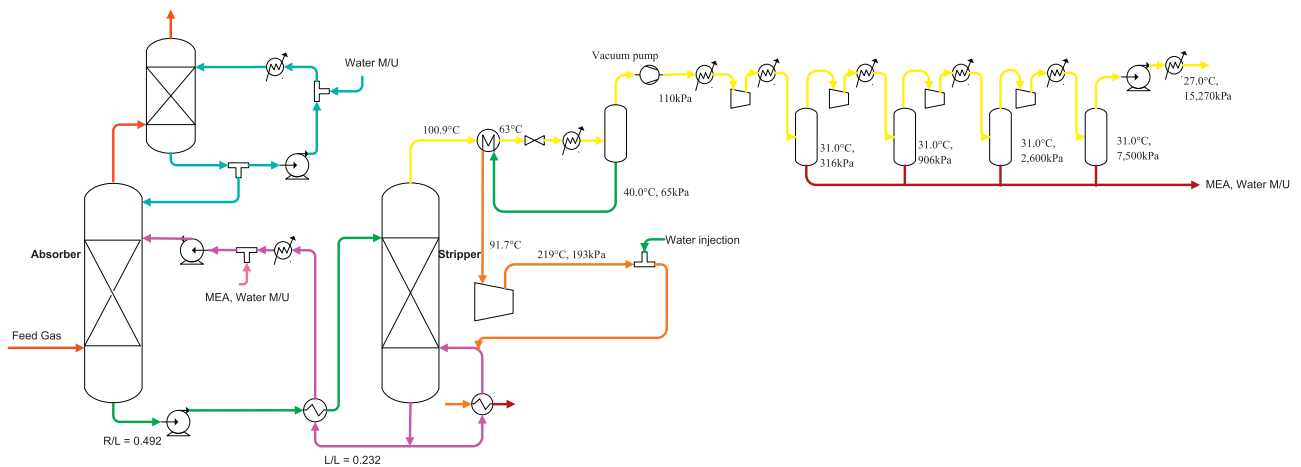 Water M/U
Vacuum pump
110kPa
27.0°C,
15,270kPa
100.9°C
M
63°C
31.0°C,
316kPa
31.0°C,
906kPa
31.0°C,
2,600kPa
31.0°C,
7,500kPa
40.0°C, 65kPa
MEA, Water M/U
Absorber
Stripper
91.7°C
219°C, 193kPa
Water injection
MEA, Water M/U
Feed Gas
R/L = 0.492
L/L = 0.232